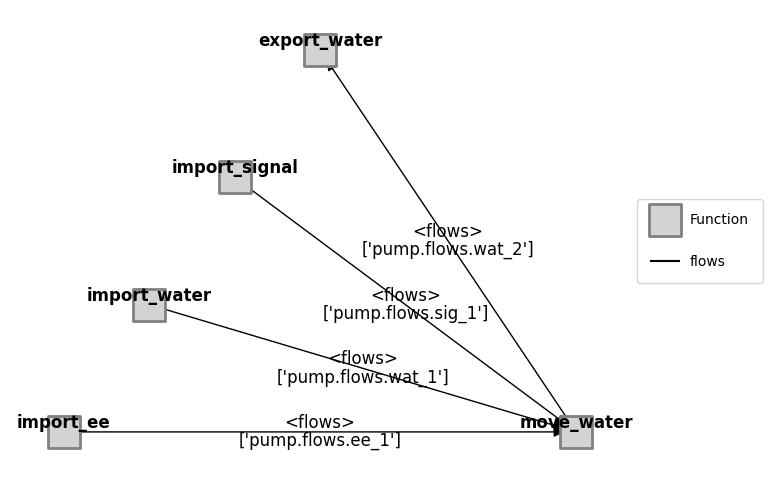 export_water
import_signal
Function
<flows>
['pump.flows.wat_2']
flows
import_water
<flows>
['pump.flows.sig_1']
<flows>
['pump.flows.wat_1']
import_ee
<flows>
['pump.flows.ee_1']
move_water